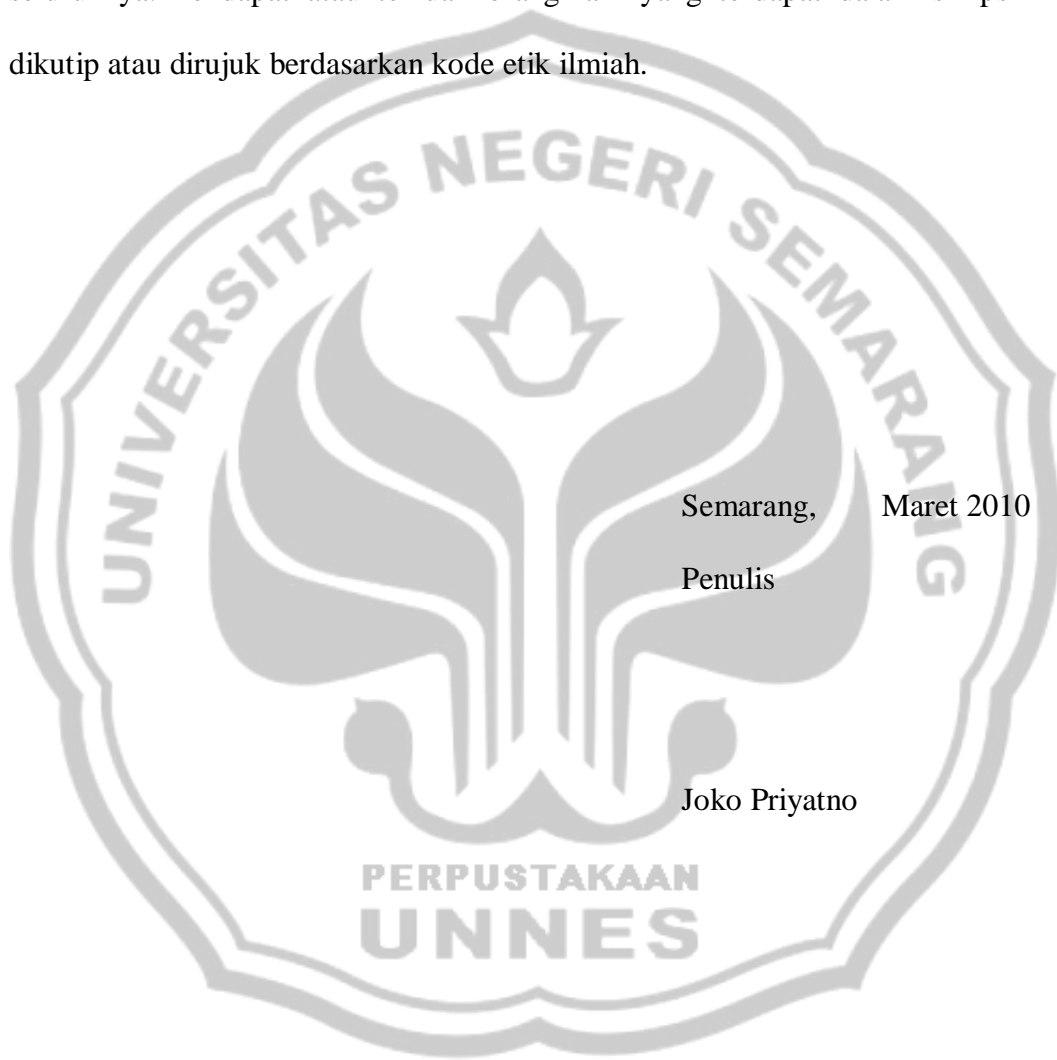 dikutip atau dirujuk berdasarkan kode etik ilmiah.
UNIVERSITAS NEGERI SEMARANG
Semarang, Maret 2010
Penulis
Joko Priyatno
PERPUSTAKAAN
UNNES